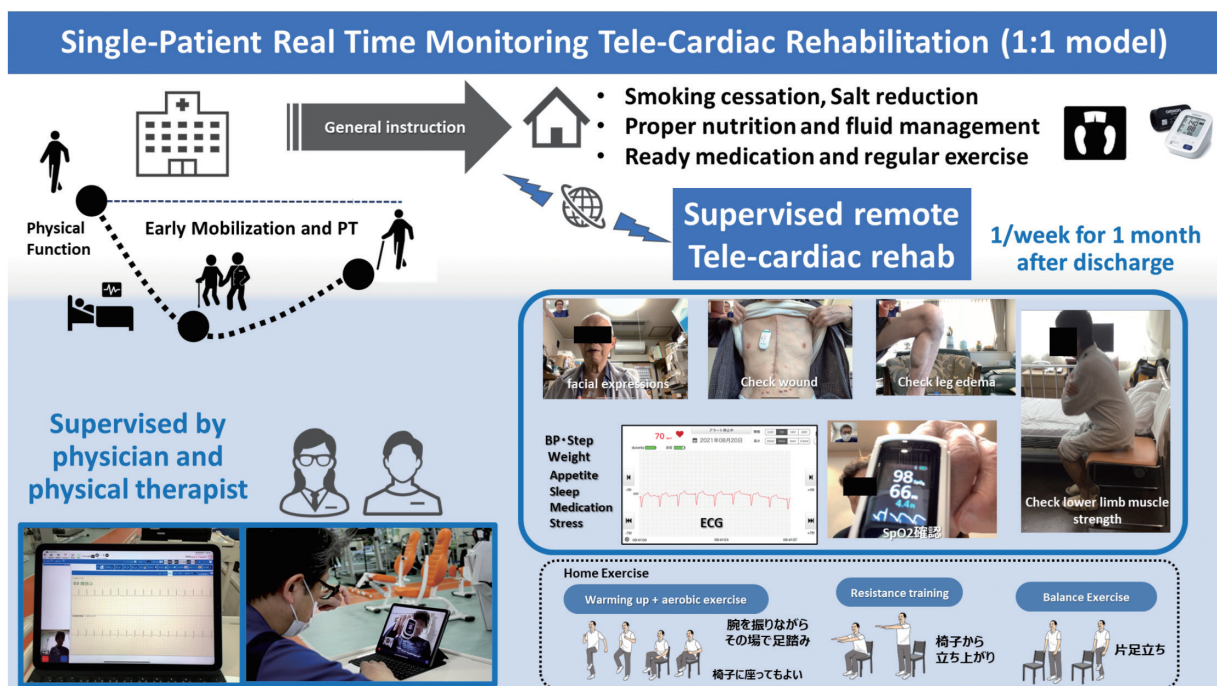 Single-Patient Real Time Monitoring Tele-Cardiac Rehabilitation (1:1 model)
General instruction
• Smoking cessation, Salt reduction
• Proper nutrition and fluid management
• Ready medication and regular exercise
Physical
Function
Early Mobilization and PT
Supervised remote
Tele-cardiac rehab
1/week for 1 month
after discharge
facial expressions
Check wound
Check leg edema
Check lower limb muscle
strength
Supervised by
physician and
physical therapist
BP・Step
Weight
Appetite
Sleep
Medication
Stress
70
2021年08月20日
ECG
98
66
4.4
SpO2確認
Home Exercise
Warming up + aerobic exercise
腕を振りながら
その場で足踏み
椅子に座ってもよい
Resistance training
椅子から
立ち上がり
Balance Exercise
片足立ち